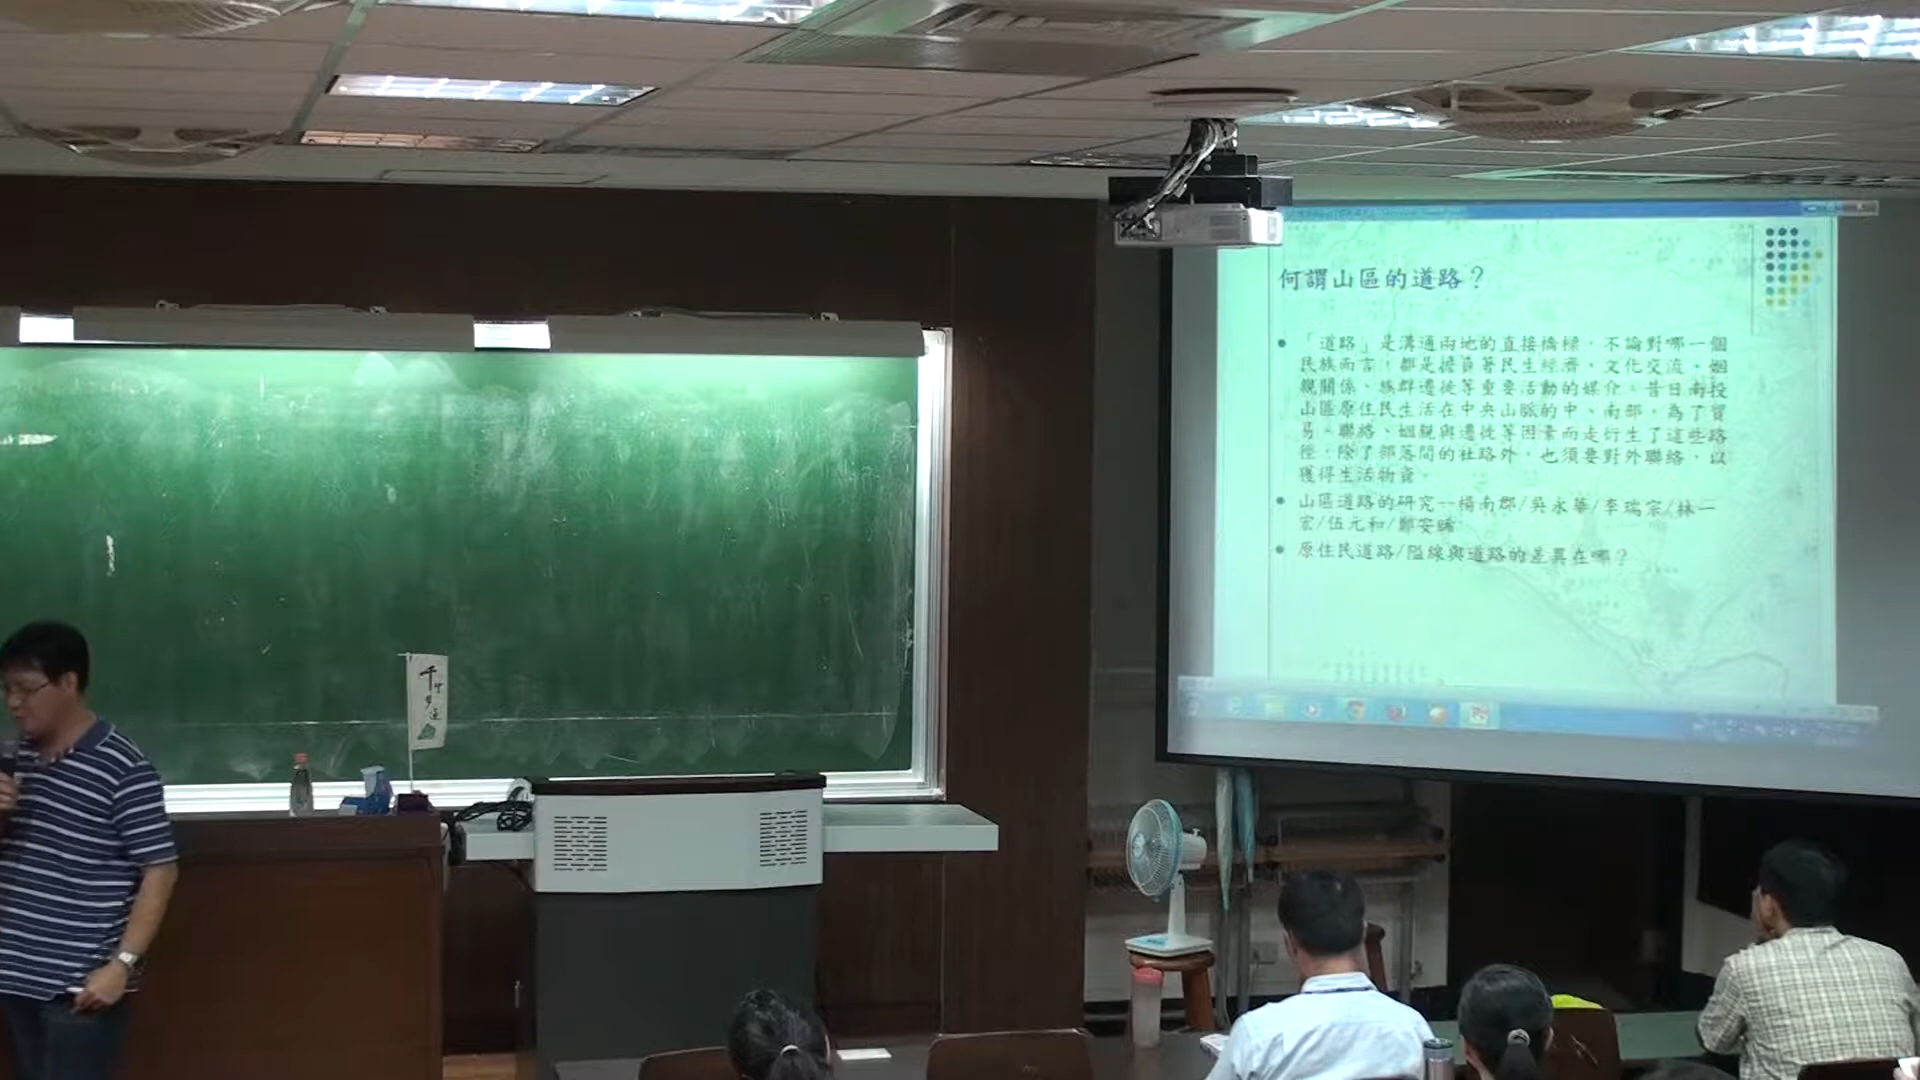 何謂山區的道路？
「道路」是溝通兩地的直接橋樑，不論對哪一個
民族而言，都是擔負著民生經濟、文化交流、姻
親關係、族群遷徙等重要活動的媒介。昔日南投
山區原住民生活在中央山脈的中、南部，為了貿
易、聯絡、姻親與遷徙等因素而走衍生了這些路
徑，除了部落間的社路外，也須要對外聯絡，以
獲得生活物資。
山區道路的研究--楊南郡/吳永華/李瑞宗/林一
宏/伍元和/鄭安睎
原住民道路/隘線與道路的差異在哪？
千里步道